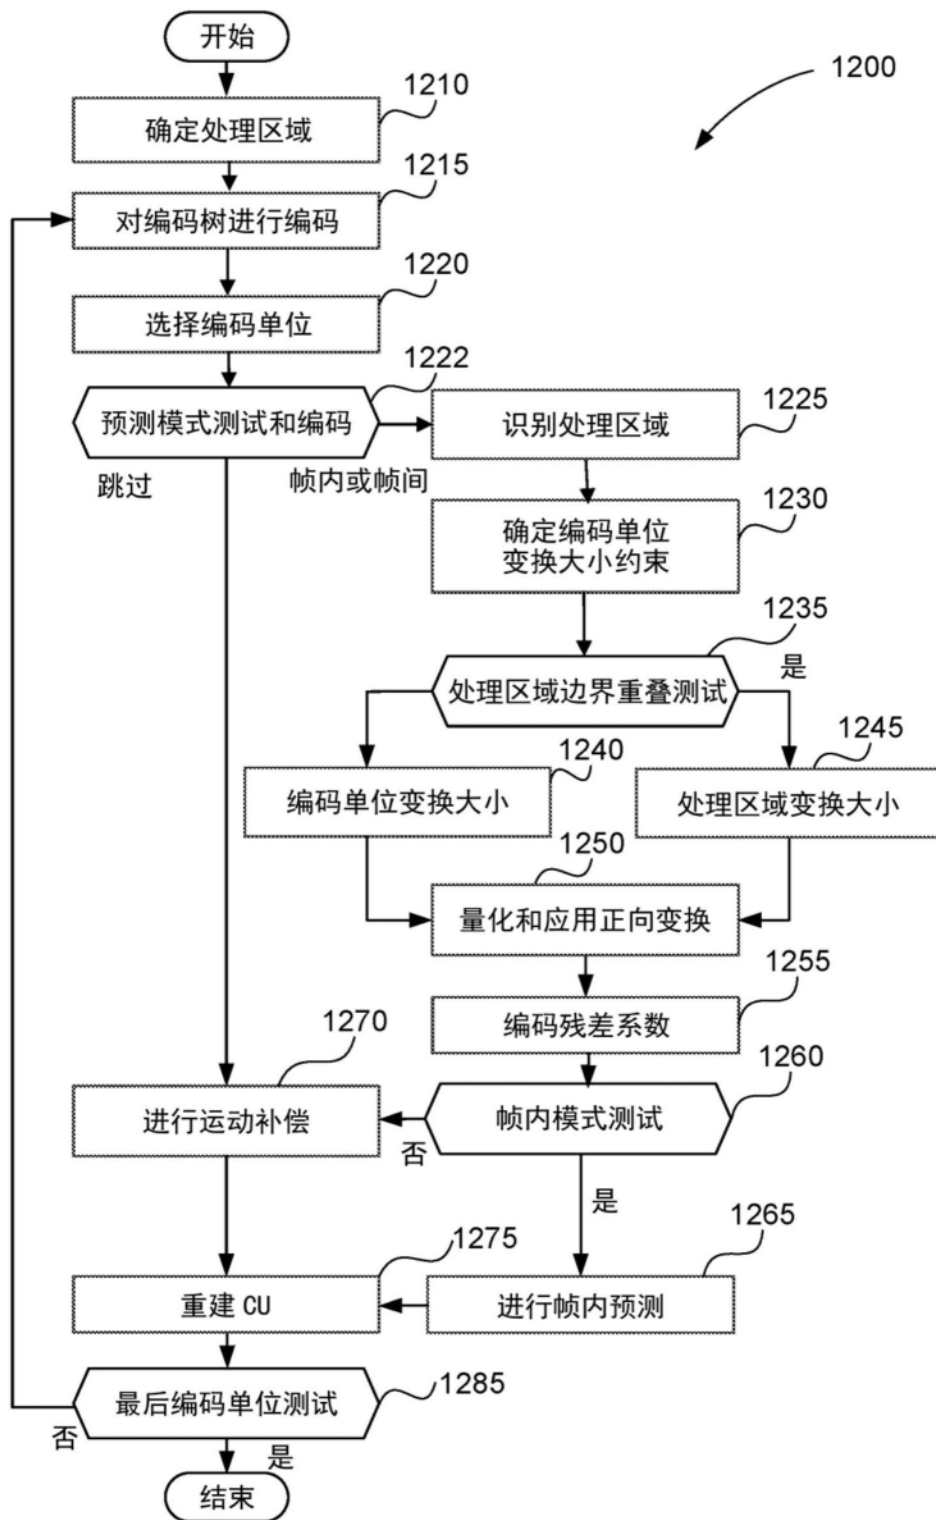 开始
1200
1210
确定处理区域
1215
对编码树进行编码
1220
选择编码单位
1222
预测模式测试和编码
1225
识别处理区域
跳过
帧内或帧间
1230
确定编码单位
变换大小约束
1235
处理区域边界重叠测试
是
1240
编码单位变换大小
1245
处理区域变换大小
1250
量化和应用正向变换
1255
编码残差系数
1260
帧内模式测试
1270
进行运动补偿
否
是
1265
进行帧内预测
1275
重建 CU
1285
最后编码单位测试
否
是
结束